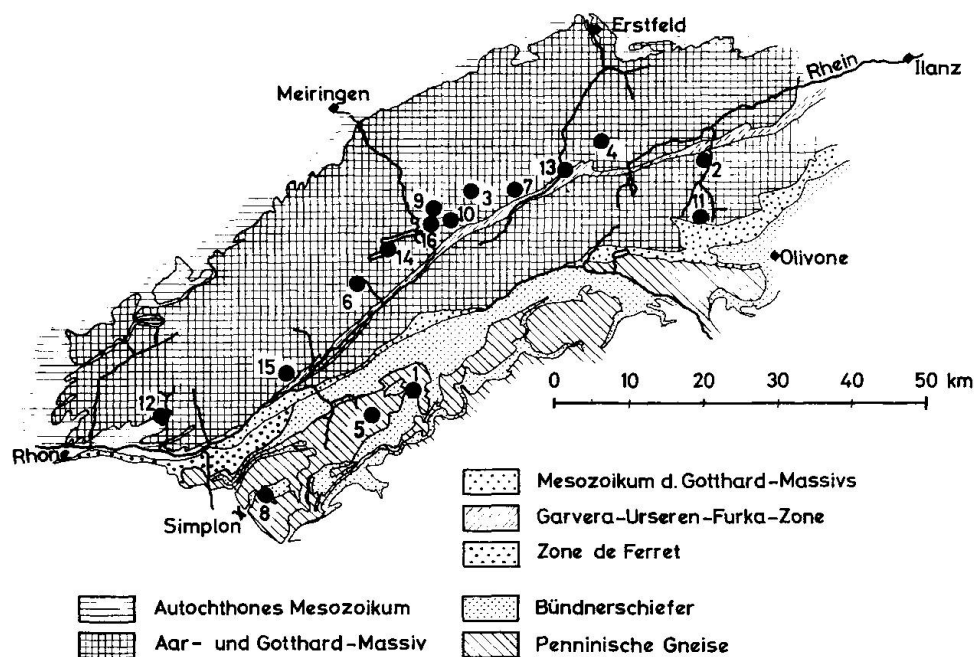 Erstfeld
Rhein
Ilanz
Meiringen
4
13
2
3
7
9
10
11
16
14
Olivone
6
15
1
0 10 20 30 40 50 km
12
5
Rhône
8
Simplon
Mesozoikum d. Gotthard-Massivs
Garvera-Urseren-Furka-Zone
Zone de Ferret
Autochthones Mesozoikum
Bündnerschiefer
Aar- und Gotthard-Massiv
Penninische Gneise